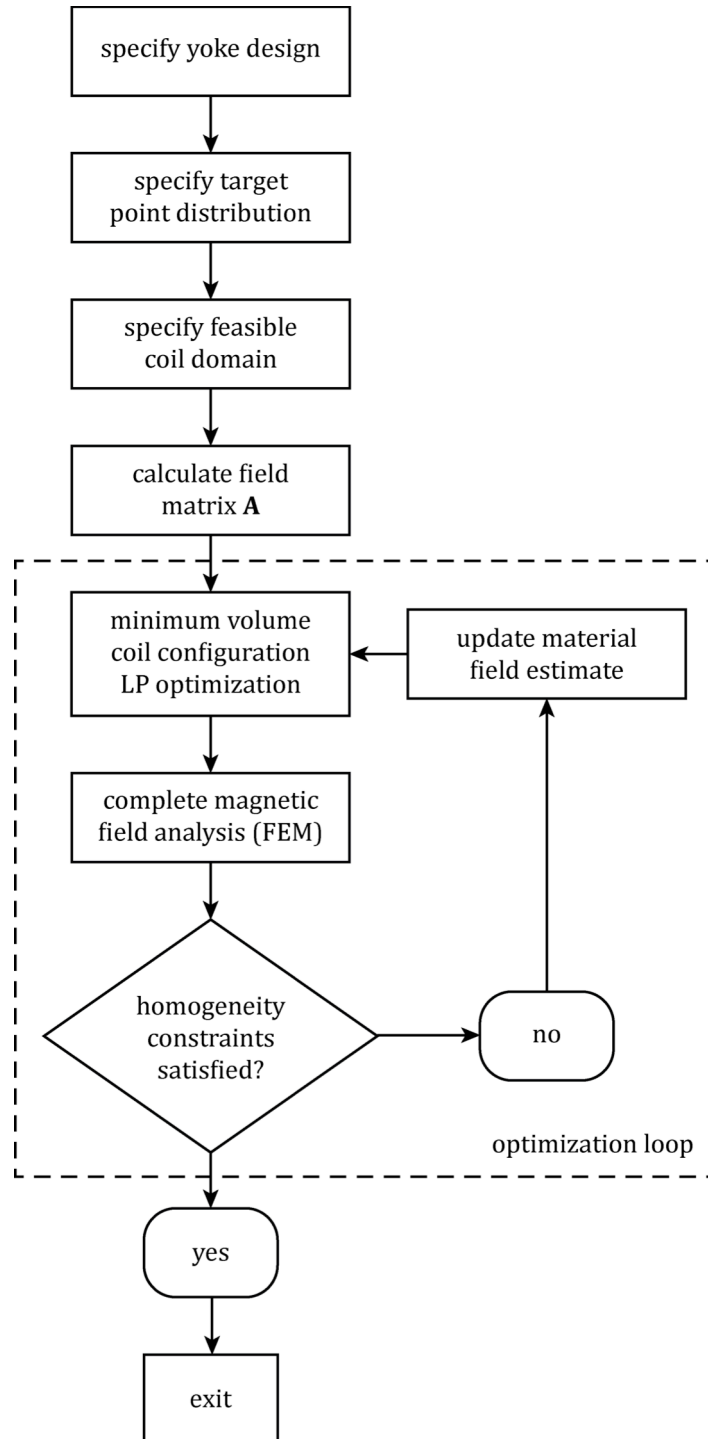 specify yoke design
specify target
point distribution
specify feasible
coil domain
calculate field
matrix A
minimum volume
coil configuration
LP optimization
update material
field estimate
complete magnetic
field analysis (FEM)
homogeneity
constraints
satisfied?
no
optimization loop
yes
exit